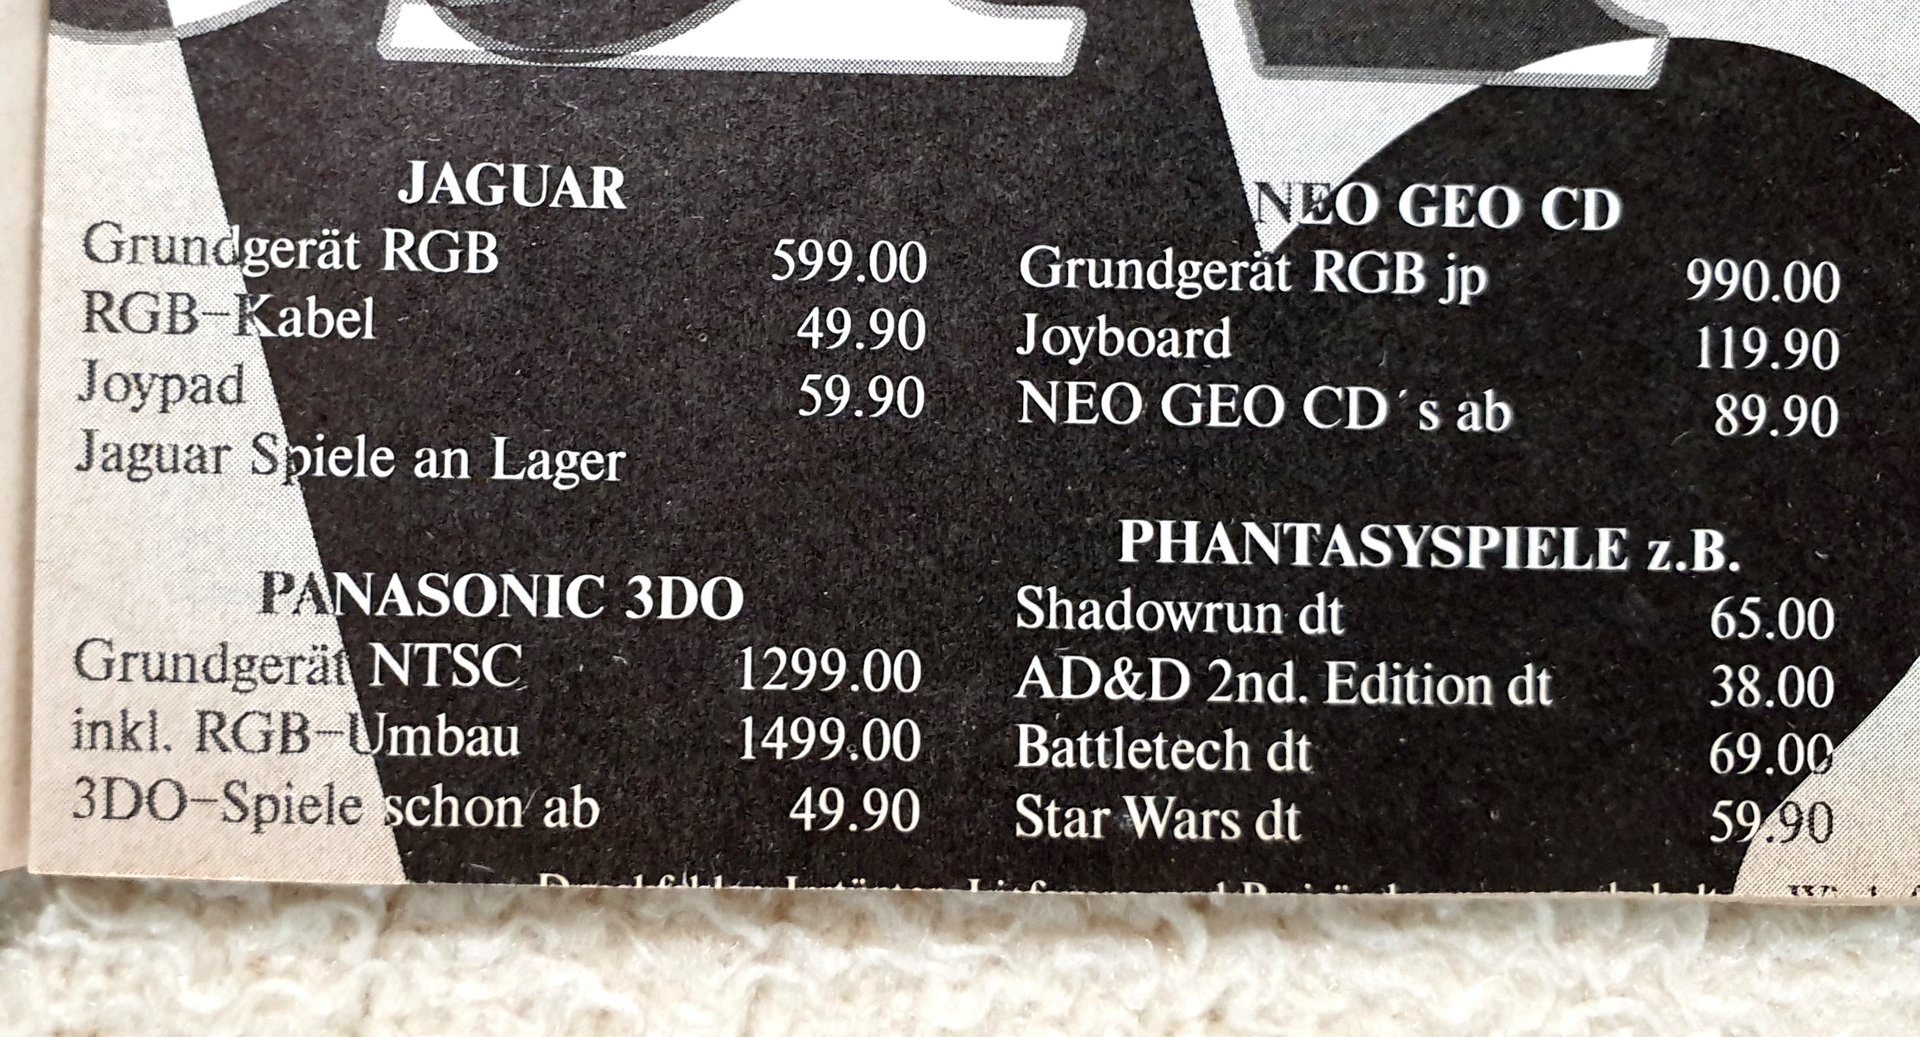 JAGUAR
Grundgerät RGB 599.00
RGB-Kabel 49.90
Joypad 59.90
Jaguar Spiele an Lager
PANASONIC 3DO
Grundgerät NTSC 1299.00
inkl. RGB-Umbau 1499.00
3DO-Spiele schon ab 49.90
NEO GEO CD
Grundgerät RGB jp 990.00
Joyboard 119.90
NEO GEO CD´s ab 89.90
PHANTASYSPIELE z.B.
Shadowrun dt 65.00
AD&D 2nd. Edition dt 38.00
Battletech dt 69.00
Star Wars dt 59.90